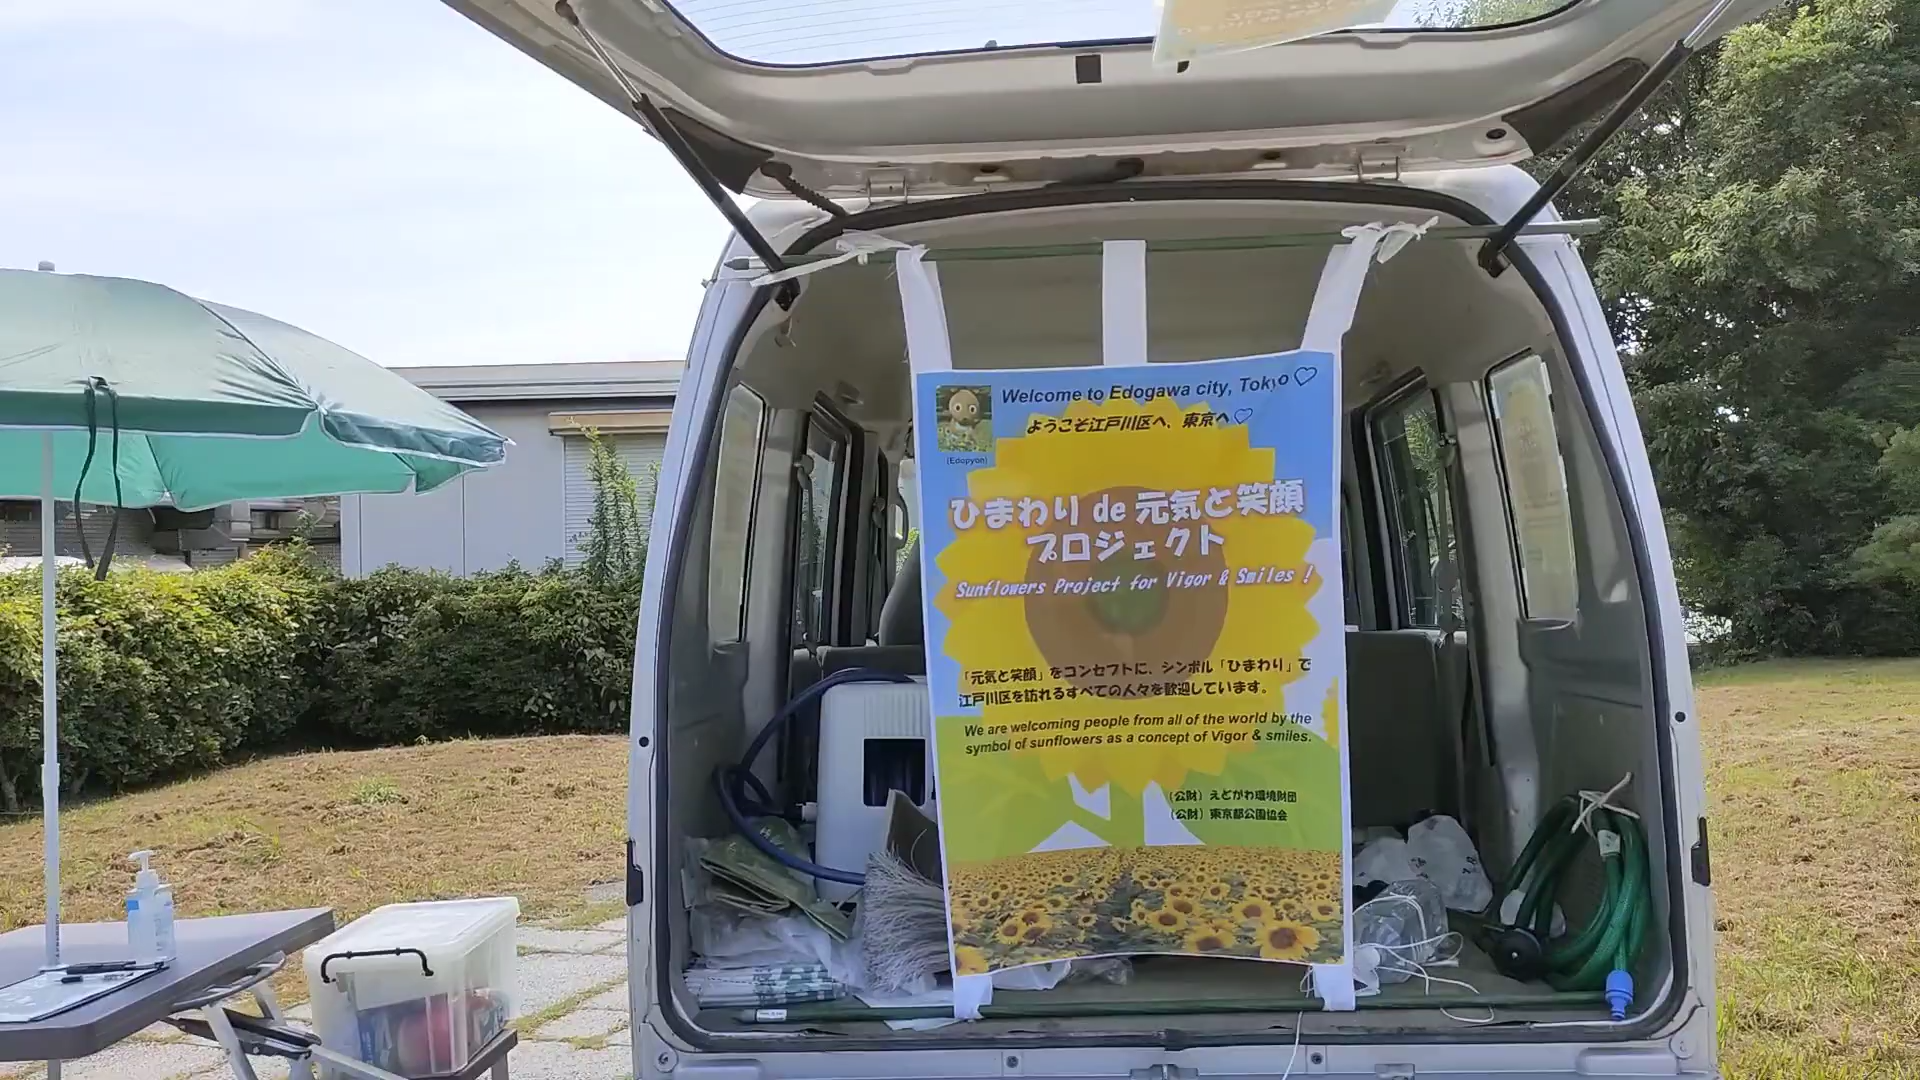 Welcome to Edogawa city, Tokyo♡
ようこそ江戸川区へ、東京へ♡
(Edopyon)
ひまわり de 元気と笑顔
プロジェクト
Sunflowers Project for Vigor & Smiles !
「元気と笑顔」をコンセプトに、シンボル「ひまわり」で
江戸川区を訪れるすべての人々を歓迎しています。
We are welcoming people from all of the world by the
symbol of sunflowers as a concept of Vigor & smiles.
（公財）えどがわ環境財団
（公財）東京都公園協会